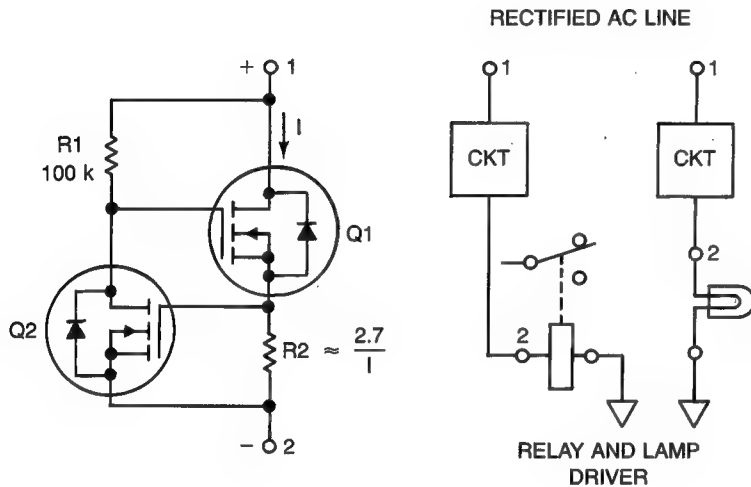 RECTIFIED AC LINE
+ 1
R1
100 k
I
Q1
Q2
R2 ≈ 2.7
I
− 2
1
CKT
2
1
CKT
2
RELAY AND LAMP
DRIVER